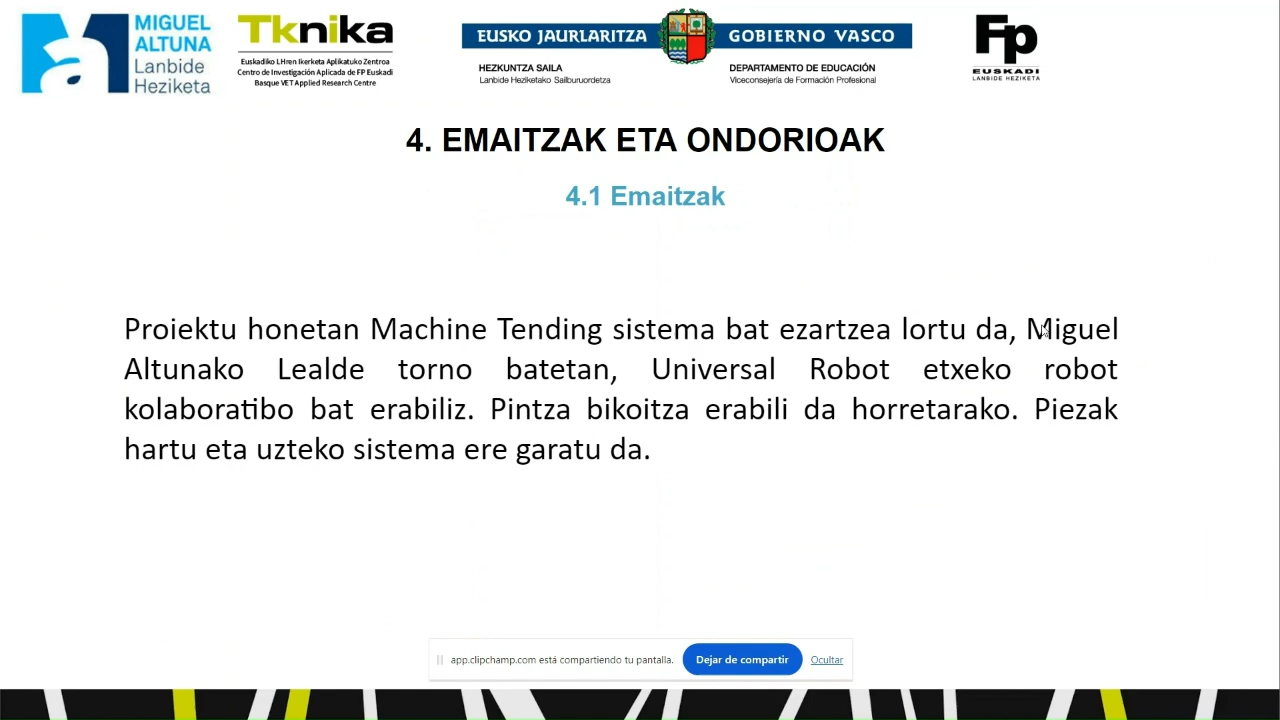 MIGUEL
ALTUNA
Lanbide
Heziketa
Tknika
Euskadiko LHren Ikerketa Aplikatuko Zentroa
Centro de Investigación Aplicada de FP Euskadi
Basque VET Applied Research Centre
EUSKO JAURLARITZA GOBIERNO VASCO
HEZKUNTZA SAILA
Lanbide Heziketako Sailburuordetza
DEPARTAMENTO DE EDUCACIÓN
Viceconsejería de Formación Profesional
Fp
EUSKADI
LANBIDE HEZIKETA
4. EMAITZAK ETA ONDORIOAK
4.1 Emaitzak
Proiektu honetan Machine Tending sistema bat ezartzea lortu da, Miguel
Altunako Lealde torno batetan, Universal Robot etxeko robot
kolaboratibo bat erabiliz. Pintza bikoitza erabili da horretarako. Piezak
hartu eta uzteko sistema ere garatu da.
app.clipchamp.com está compartiendo tu pantalla. Dejar de compartir Ocultar